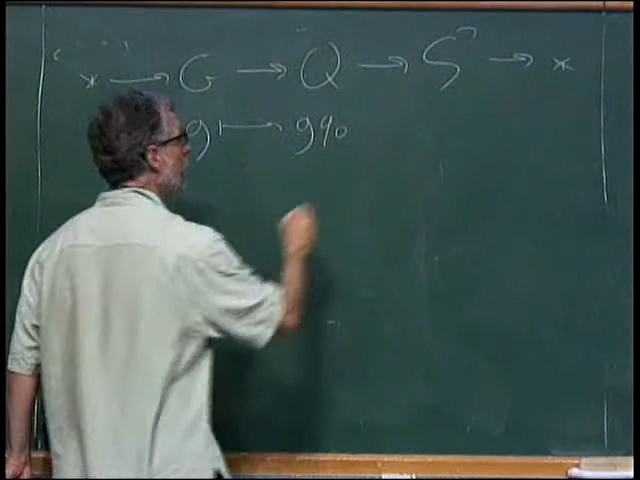 * → G → Q → S → *
g ↦ gq₀